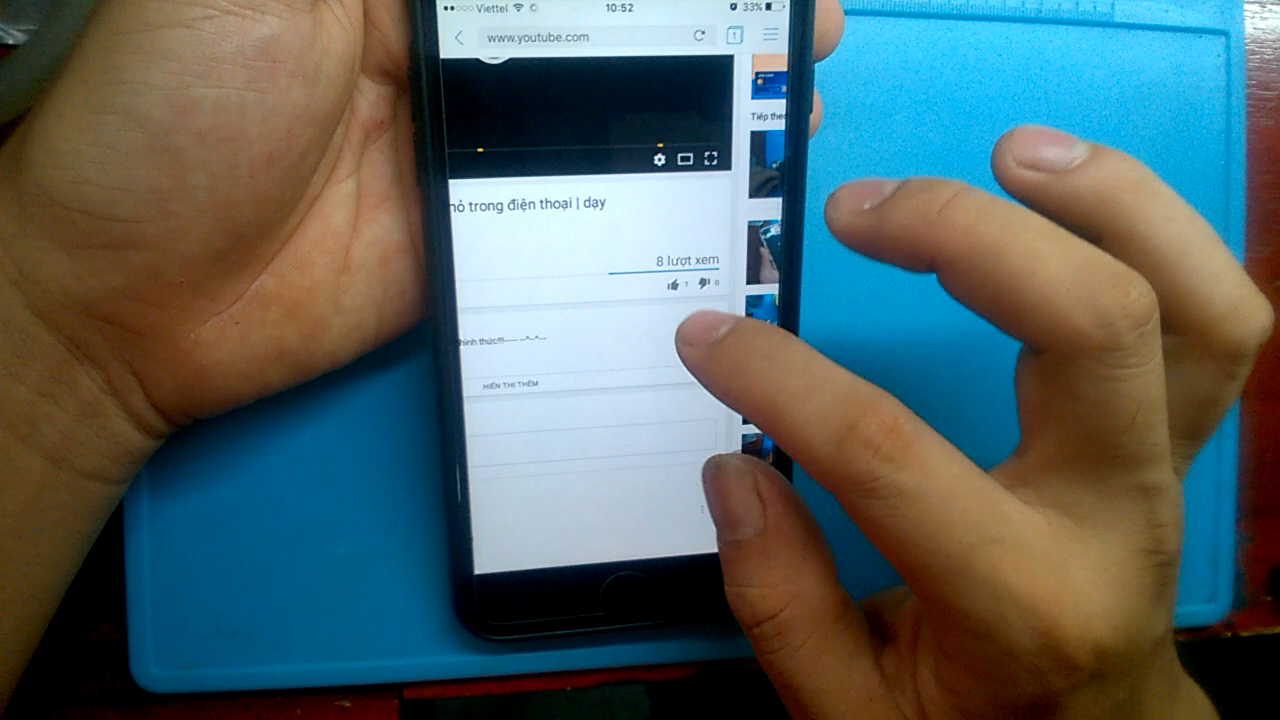 Viettel 10:52 33%
www.youtube.com 1
Tiếp the
hỏ trong điện thoại | dạy
8 lượt xem
1 0
hình thức!!!
HIỂN THỊ THÊM